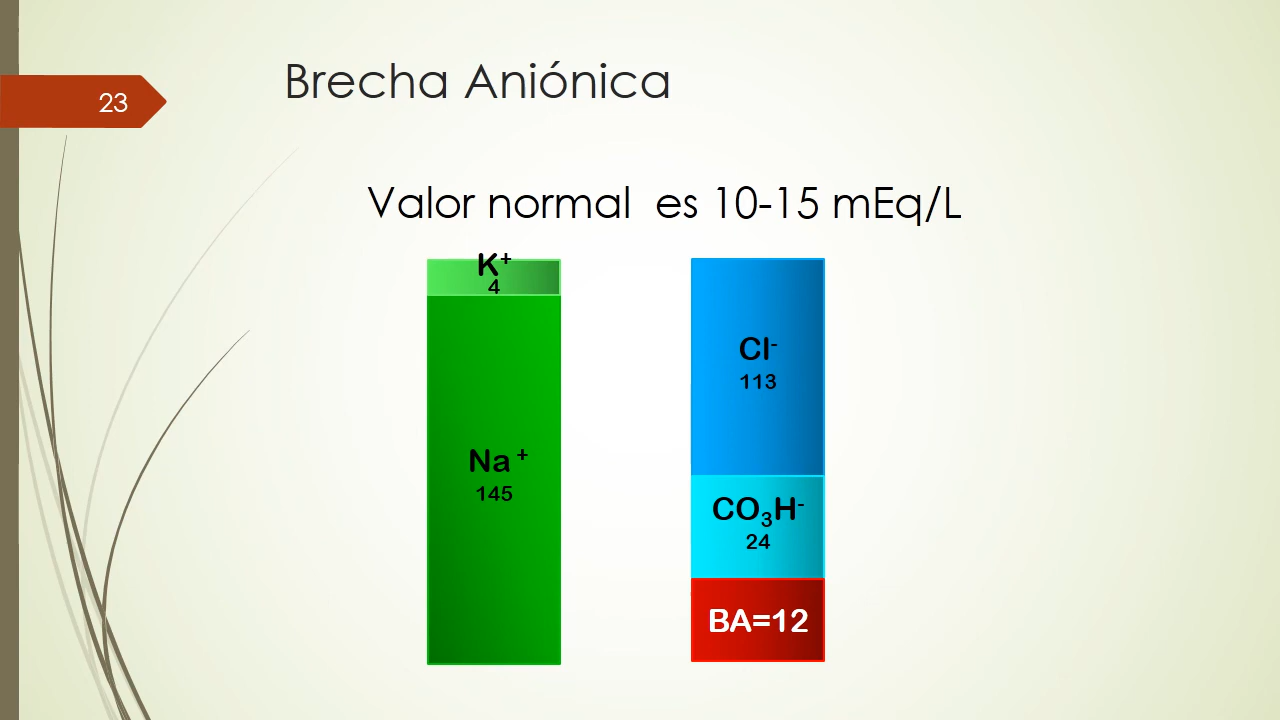 23
Brecha Aniónica
Valor normal es 10-15 mEq/L
K⁺
4
Na ⁺
145
Cl⁻
113
CO₃H⁻
24
BA=12